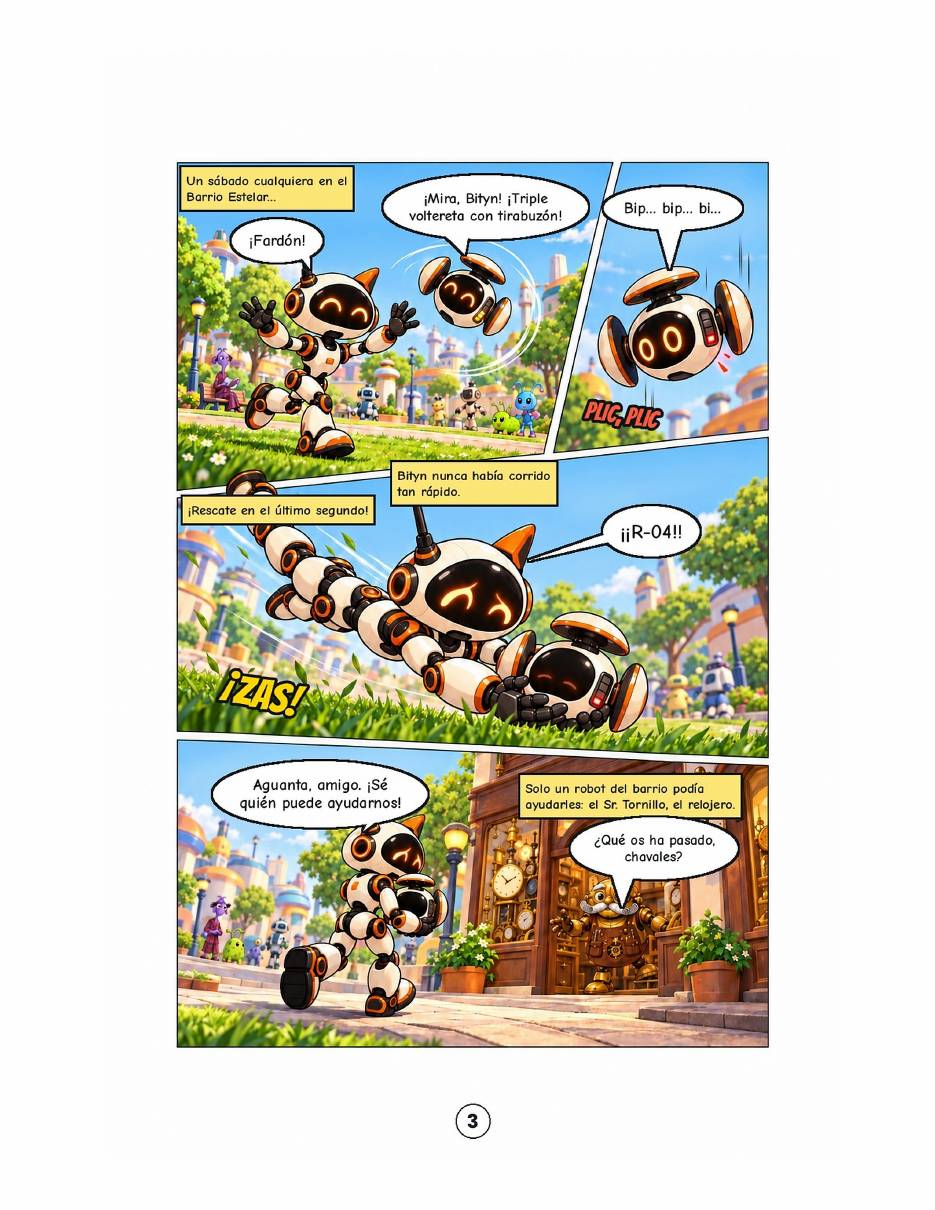 Un sábado cualquiera en el
Barrio Estelar...
¡Fardón!
¡Mira, Bityn! ¡Triple
voltereta con tirabuzón!
Bip... bip... bi...
PLIC, PLIC
Bityn nunca había corrido
tan rápido.
¡Rescate en el último segundo!
¡¡R-04!!
¡ZAS!
Aguanta, amigo. ¡Sé
quién puede ayudarnos!
Solo un robot del barrio podía
ayudarles: el Sr. Tornillo, el relojero.
¿Qué os ha pasado,
chavales?
3